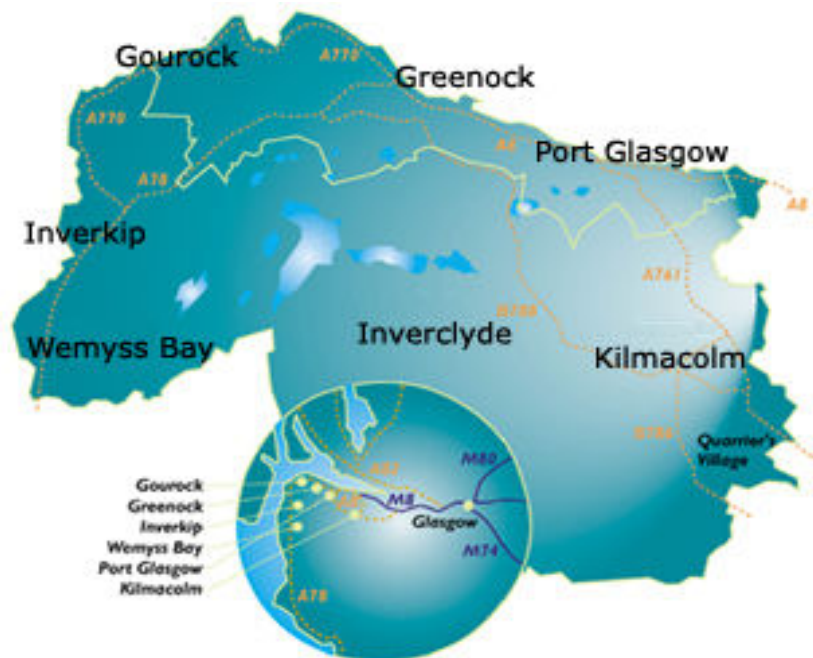 Gourock
A770
Greenock
A770
A8
Port Glasgow
A78
A8
Inverkip
A761
B788
Wemyss Bay
Inverclyde
Kilmacolm
B786
Quarrier's
Village
M80
Gourock
A82
Greenock
A8
M8
Inverkip
Glasgow
Wemyss Bay
M74
Port Glasgow
Kilmacolm
A78